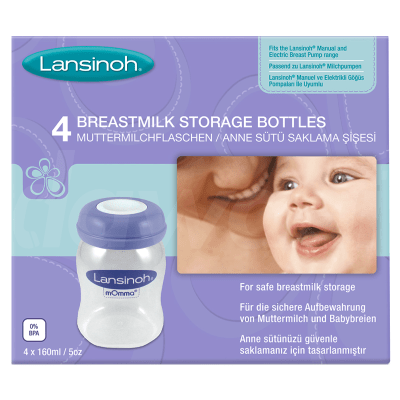 Lansinoh®
Fits the Lansinoh® Manual and
Electric Breast Pump range
Passend zu Lansinoh® Milchpumpen
Lansinoh® Manuel ve Elektrikli Göğüs
Pompaları ile Uyumlu
4 BREASTMILK STORAGE BOTTLES
MUTTERMILCHFLASCHEN / ANNE SÜTÜ SAKLAMA ŞİŞESİ
Lansinoh®
mOmma®
0%
BPA
4 x 160ml / 5oz
For safe breastmilk storage
Für die sichere Aufbewahrung
von Muttermilch und Babybreien
Anne sütünüzü güvenle
saklamanız için tasarlanmıştır